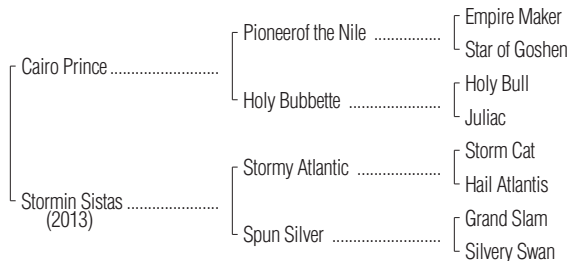 Empire Maker
Pioneerof the Nile ................
Star of Goshen
Cairo Prince ..........................
Holy Bull
Holy Bubbette ......................
Juliac
Storm Cat
Stormy Atlantic ....................
Hail Atlantis
Stormin Sistas ......................
(2013)
Grand Slam
Spun Silver ..........................
Silvery Swan